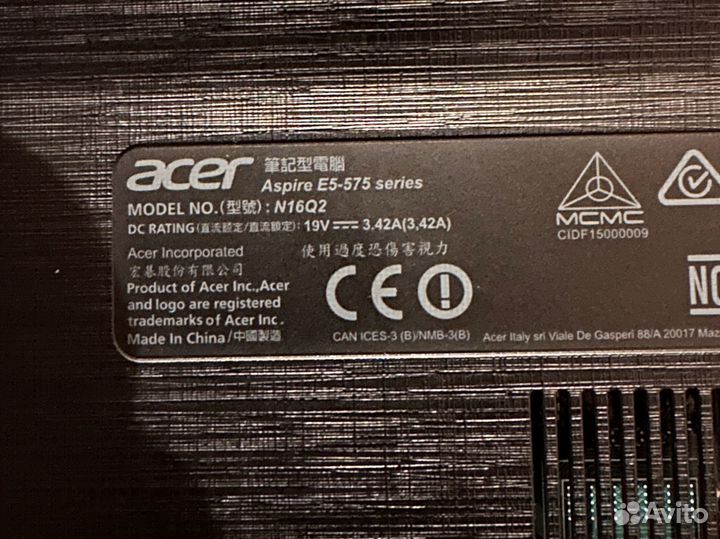 acer 筆記型電腦
Aspire E5-575 series
MODEL NO.(型號) : N16Q2
DC RATING(直流額定/直流額定): 19V⎓3.42A(3,42A)
Acer Incorporated 使用過度恐傷害視力
宏碁股份有限公司
Product of Acer Inc.,Acer
and logo are registered
trademarks of Acer Inc.
Made In China/中國製造
CE
CAN ICES-3 (B)/NMB-3(B)
MCMC
CIDF15000009
Acer Italy srl Viale De Gasperi 88/A 20017
Avito